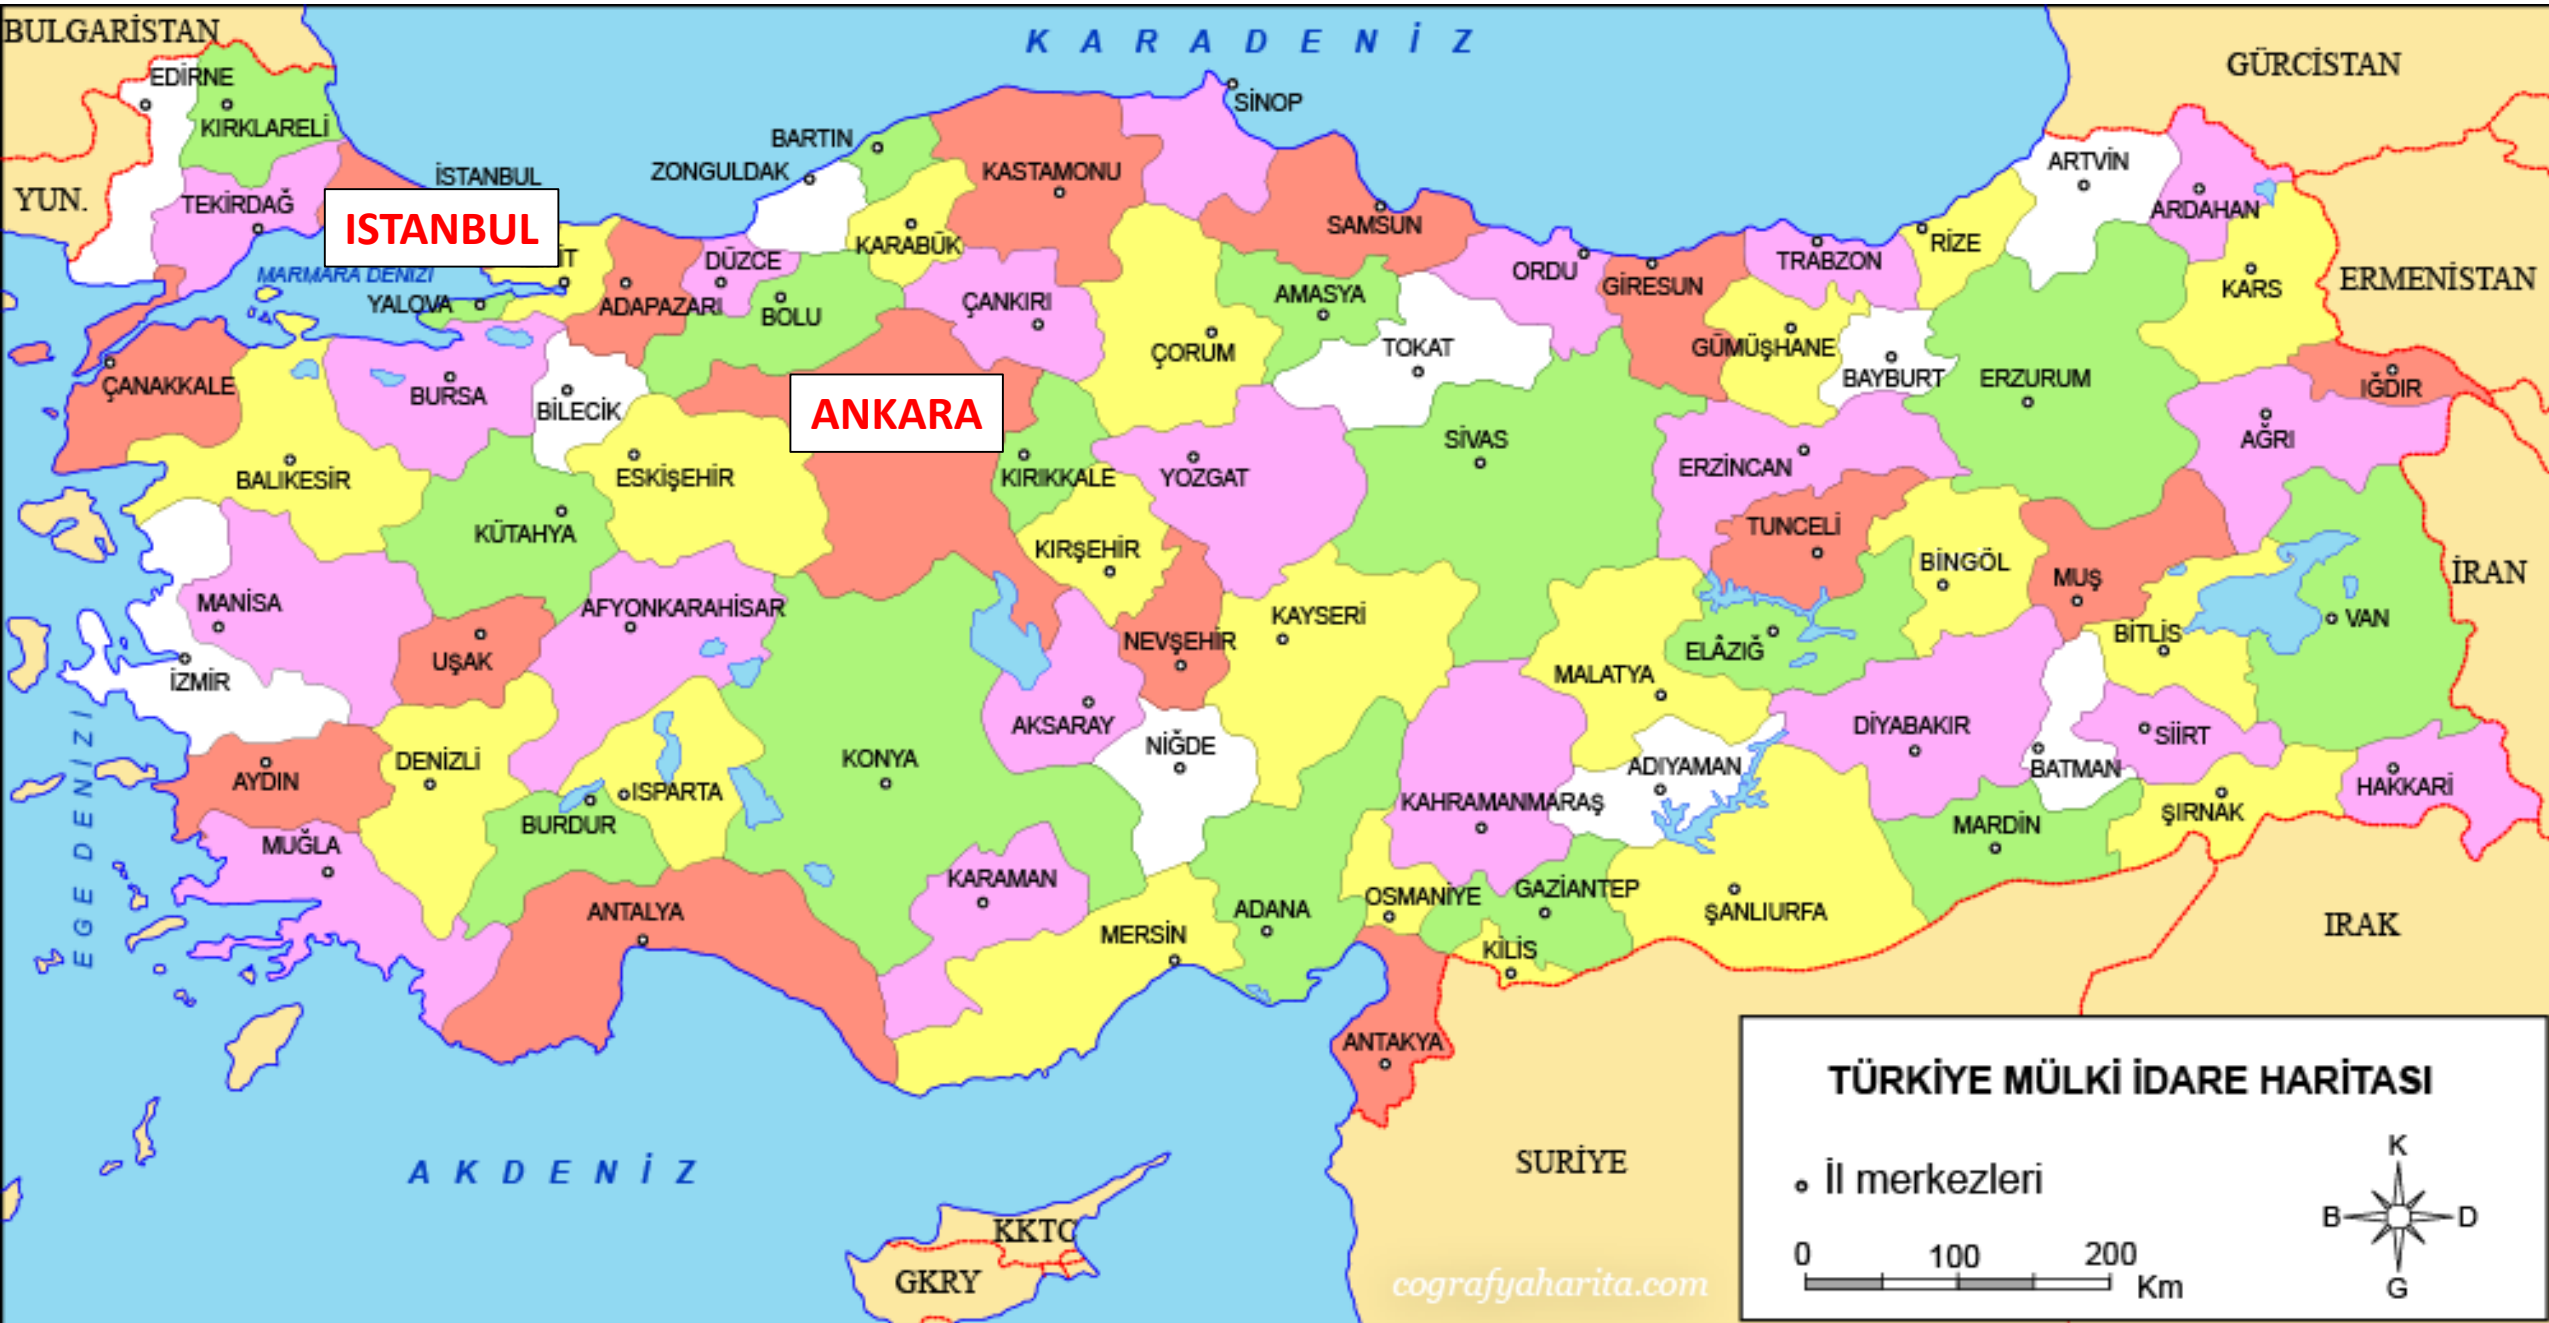 BULGARİSTAN
K A R A D E N İ Z
GÜRCİSTAN
EDİRNE
SİNOP
KIRKLARELİ
BARTIN
ARTVİN
İSTANBUL
ZONGULDAK
KASTAMONU
YUN.
TEKİRDAĞ
ARDAHAN
ISTANBUL
SAMSUN
KARABÜK
RİZE
İT
DÜZCE
ORDU
TRABZON
MARMARA DENİZİ
ERMENİSTAN
YALOVA
ADAPAZARI
BOLU
ÇANKIRI
AMASYA
GİRESUN
KARS
ÇORUM
TOKAT
GÜMÜŞHANE
BAYBURT
ERZURUM
ÇANAKKALE
BURSA
BİLECİK
IĞDIR
ANKARA
SİVAS
AĞRI
BALIKESİR
ESKİŞEHİR
KIRIKKALE
YOZGAT
ERZİNCAN
KÜTAHYA
KIRŞEHİR
TUNCELİ
BİNGÖL
MUŞ
İRAN
MANİSA
AFYONKARAHİSAR
KAYSERİ
VAN
NEVŞEHİR
BİTLİS
UŞAK
ELÂZIĞ
İZMİR
MALATYA
AKSARAY
DİYABAKIR
SİİRT
NİĞDE
DENİZLİ
KONYA
ADIYAMAN
BATMAN
AYDIN
ISPARTA
KAHRAMANMARAŞ
HAKKARİ
BURDUR
MARDİN
ŞIRNAK
MUĞLA
EGE DENİZİ
KARAMAN
OSMANİYE
GAZİANTEP
ANTALYA
ADANA
ŞANLIURFA
IRAK
MERSİN
KİLİS
ANTAKYA
TÜRKİYE MÜLKİ İDARE HARİTASI
A K D E N İ Z
SURİYE
İl merkezleri
K
B
D
G
KKTC
GKRY
0 100 200
Km
cografyaharita.com